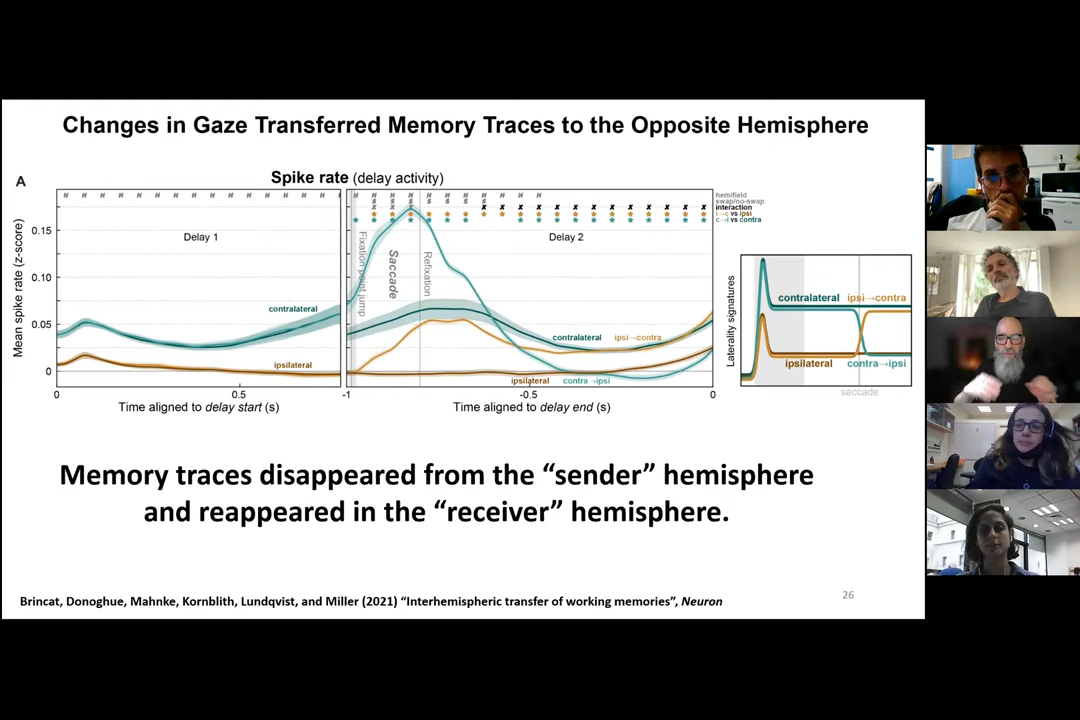 Changes in Gaze Transferred Memory Traces to the Opposite Hemisphere
A
Spike rate (delay activity)
hemifield
swap/no-swap
interaction
i→c vs ipsi
c→i vs contra
Mean spike rate (z-score)
0.15
0.10
0.05
0
Delay 1
contralateral
ipsilateral
0
0.5
Time aligned to delay start (s)
Delay 2
Fixation point jump
Saccade
Refixation
contralateral
ipsi→contra
ipsilateral
contra→ipsi
-1
-0.5
0
Time aligned to delay end (s)
Laterality signatures
contralateral
ipsi→contra
ipsilateral
contra→ipsi
saccade
Memory traces disappeared from the “sender” hemisphere
and reappeared in the “receiver” hemisphere.
Brincat, Donoghue, Mahnke, Kornblith, Lundqvist, and Miller (2021) “Interhemispheric transfer of working memories”, Neuron
26